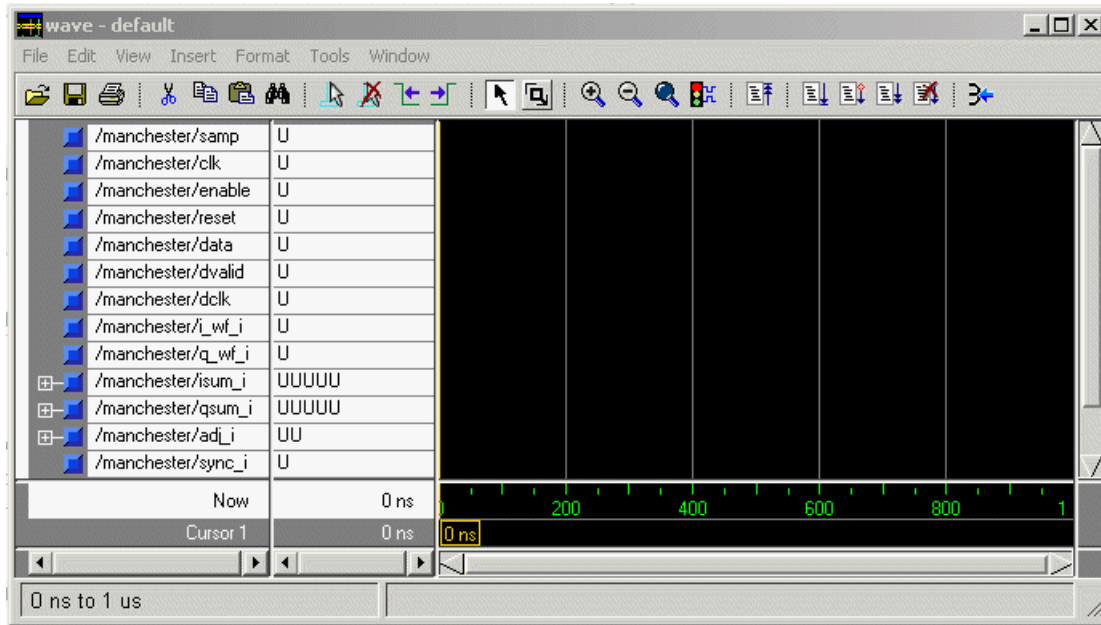 wave - default
File Edit View Insert Format Tools Window
/manchester/samp U
/manchester/clk U
/manchester/enable U
/manchester/reset U
/manchester/data U
/manchester/dvalid U
/manchester/dclk U
/manchester/i_wf_i U
/manchester/q_wf_i U
/manchester/isum_i UUUUU
/manchester/qsum_i UUUUU
/manchester/adj_i UU
/manchester/sync_i U
Now 0 ns 200 400 600 800 1
Cursor 1 0 ns 0 ns
0 ns to 1 us